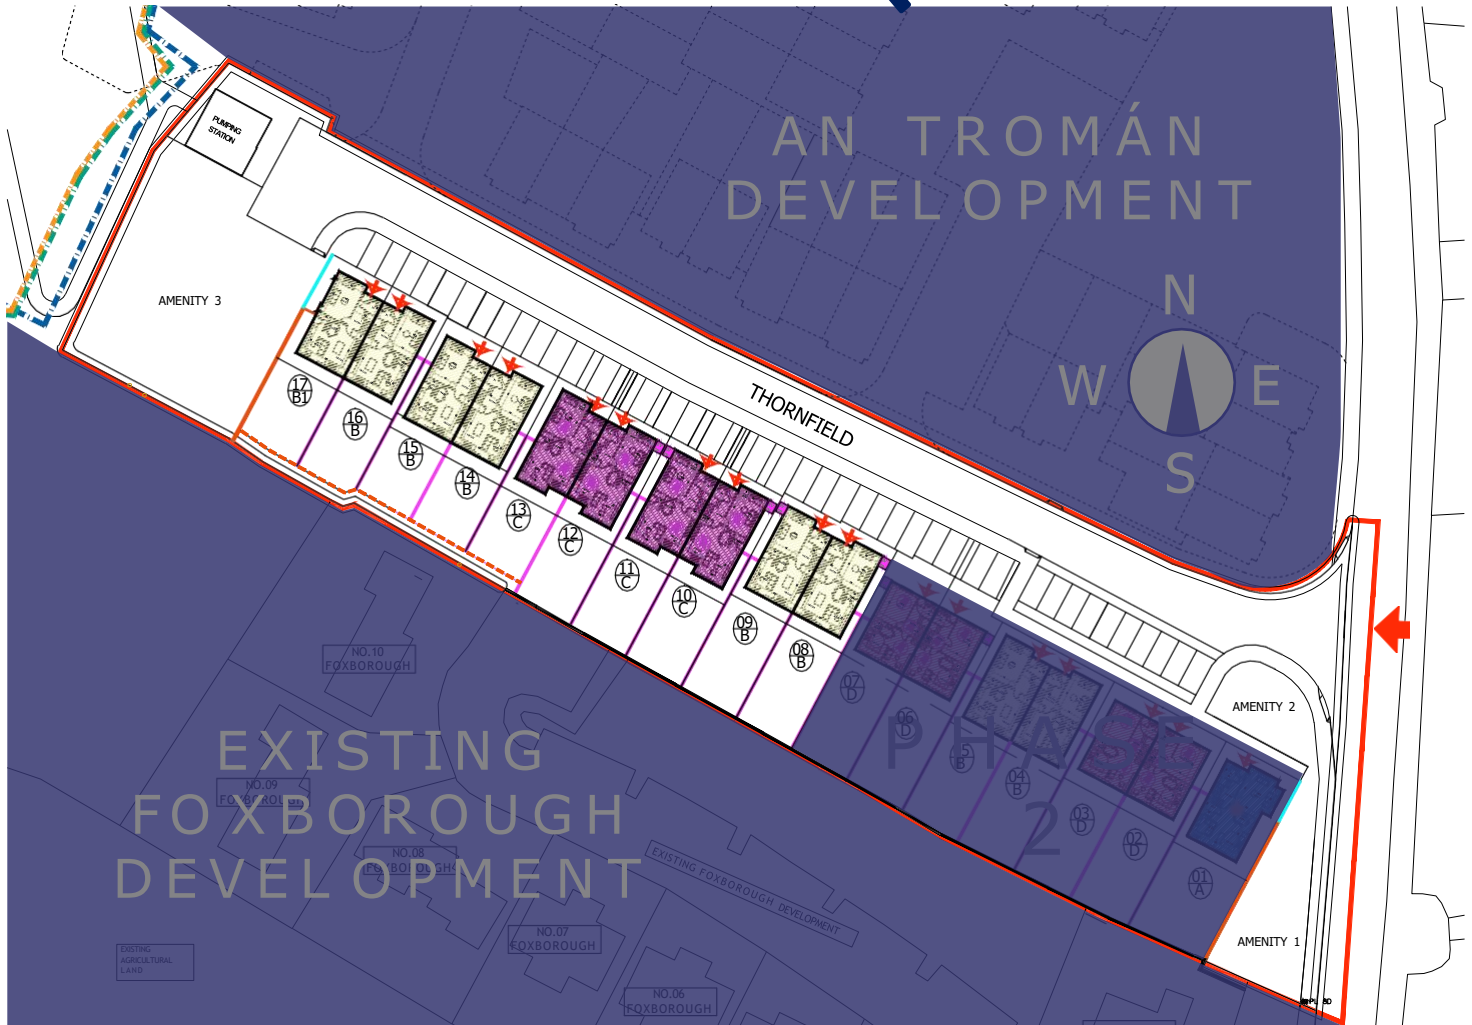 AN TROMÁN
DEVELOPMENT
PUMPING
STATION
AMENITY 3
N
W
E
S
THORNFIELD
17
B1
16
B
15
B
14
B
13
C
12
C
11
C
10
C
09
B
08
B
07
D
06
D
05
B
04
B
03
D
02
D
01
A
PHASE
2
AMENITY 2
AMENITY 1
EXISTING
FOXBOROUGH
DEVELOPMENT
NO.10
FOXBOROUGH
NO.09
FOXBOROUGH
NO.08
FOXBOROUGH
NO.07
FOXBOROUGH
NO.06
FOXBOROUGH
EXISTING FOXBOROUGH DEVELOPMENT
EXISTING
AGRICULTURAL
LAND